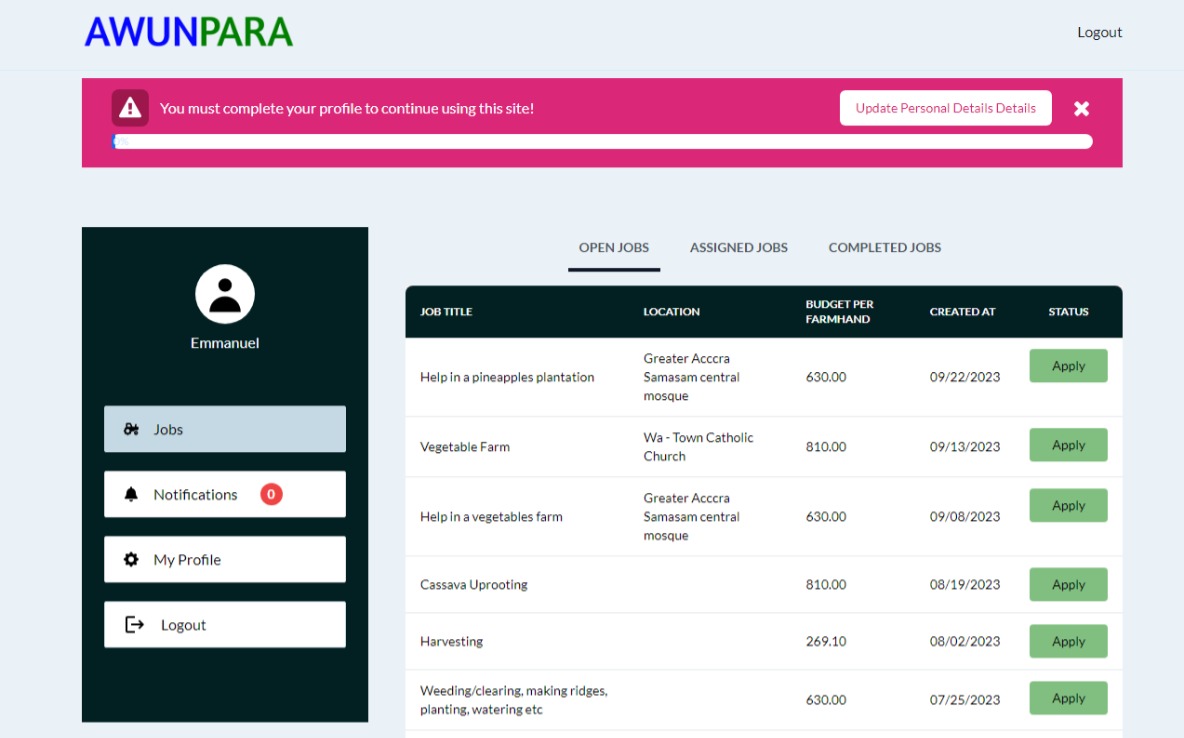 AWUNPARA
Logout
You must complete your profile to continue using this site!
Update Personal Details Details
0%
Emmanuel
Jobs
Notifications 0
My Profile
Logout
OPEN JOBS ASSIGNED JOBS COMPLETED JOBS
JOB TITLE LOCATION BUDGET PER FARMHAND CREATED AT STATUS
Help in a pineapples plantation Greater Acccra Samasam central mosque 630.00 09/22/2023 Apply
Vegetable Farm Wa - Town Catholic Church 810.00 09/13/2023 Apply
Help in a vegetables farm Greater Acccra Samasam central mosque 630.00 09/08/2023 Apply
Cassava Uprooting 810.00 08/19/2023 Apply
Harvesting 269.10 08/02/2023 Apply
Weeding/clearing, making ridges, planting, watering etc 630.00 07/25/2023 Apply